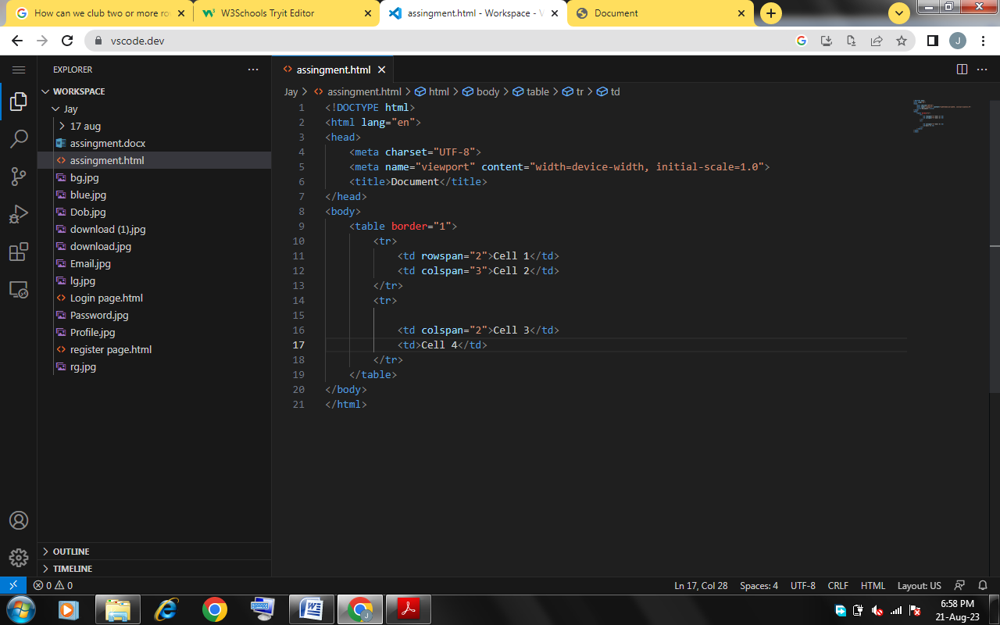 How can we club two or more ro
W3Schools Tryit Editor
assingment.html - Workspace - V
Document
vscode.dev
J
EXPLORER
WORKSPACE
Jay
17 aug
assingment.docx
assingment.html
bg.jpg
blue.jpg
Dob.jpg
download (1).jpg
download.jpg
Email.jpg
lg.jpg
Login page.html
Password.jpg
Profile.jpg
register page.html
rg.jpg
OUTLINE
TIMELINE
assingment.html
Jay > assingment.html > html > body > table > tr > td
1 <!DOCTYPE html>
2 <html lang="en">
3 <head>
4 <meta charset="UTF-8">
5 <meta name="viewport" content="width=device-width, initial-scale=1.0">
6 <title>Document</title>
7 </head>
8 <body>
9 <table border="1">
10 <tr>
11 <td rowspan="2">Cell 1</td>
12 <td colspan="3">Cell 2</td>
13 </tr>
14 <tr>
15
16 <td colspan="2">Cell 3</td>
17 <td>Cell 4</td>
18 </tr>
19 </table>
20 </body>
21 </html>
0 0
Ln 17, Col 28 Spaces: 4 UTF-8 CRLF HTML Layout: US
6:58 PM
21-Aug-23